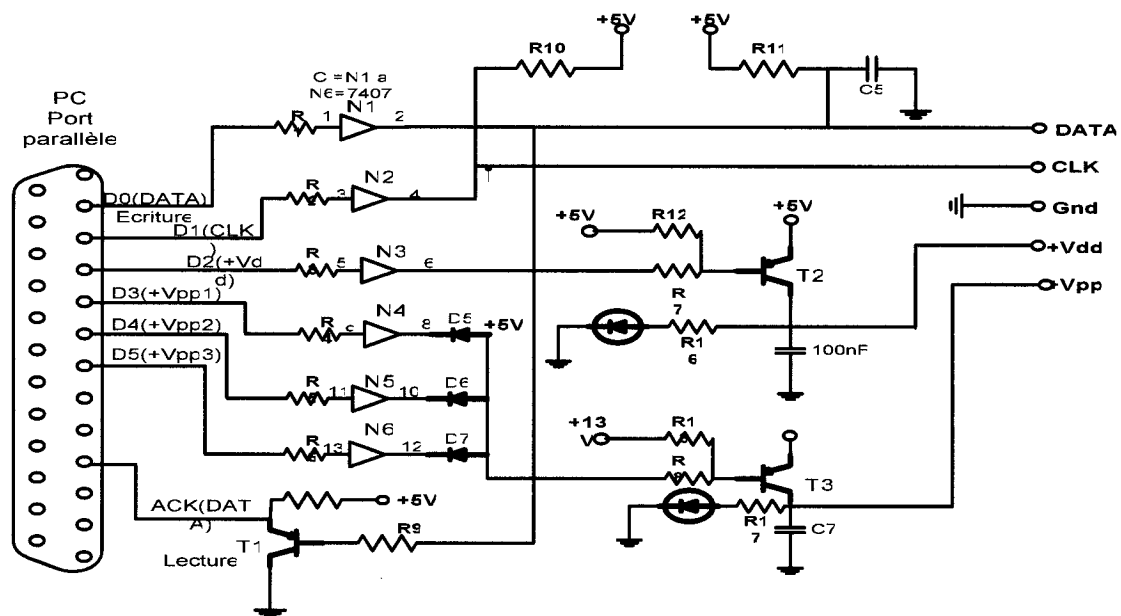 +5V
+5V
R10
R11
C5
C =N1 a
N6=7407
PC
Port
parallèle
R
1
N1
2
DATA
CLK
D0(DATA)
Ecriture
R
3
N2
4
Gnd
D1(CLK
)
+5V
R12
+5V
+Vdd
D2(+Vd
d)
R
5
N3
6
T2
+Vpp
D3(+Vpp1)
R
N4
8
D5
+5V
R
7
D4(+Vpp2)
R1
6
100nF
D5(+Vpp3)
R
11
N5
10
D6
R
13
N6
12
D7
+13
V
R1
R
T3
ACK(DAT
A)
+5V
R1
7
C7
T1
R9
Lecture